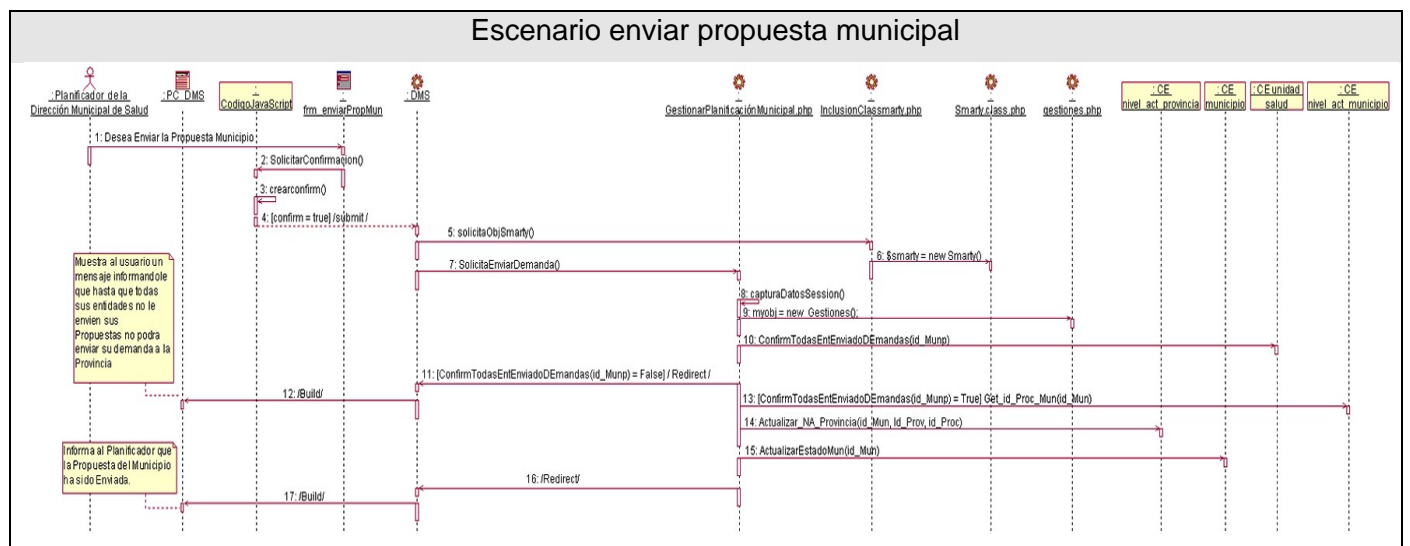 Escenario enviar propuesta municipal
: Planificador de la
Dirección Municipal de Salud
: PC_DMS
:
CodigoJavaScript
:
frm_enviarPropMun
: DMS
:
GestionarPlanificaciónMunicipal.php
:
InclusionClassmarty.php
:
Smarty.class.php
:
gestiones.php
: CE
nivel_act_provincia
: CE
municipio
: CE unidad
salud
: CE
nivel_act_municipio
1: Desea Enviar la Propuesta Municipio
2: SolicitarConfirmacion()
3: crearconfirm()
4: [confirm = true] /submit /
5: solicitaObjSmarty()
6: $smarty = new Smarty()
7: SolicitaEnviarDemanda()
8: capturaDatosSession()
9: myobj = new Gestiones();
10: ConfirmTodasEntEnviadoDEmandas(id_Munp)
11: [ConfirmTodasEntEnviadoDEmandas(id_Munp) = False] / Redirect /
12: /Build/
13: [ConfirmTodasEntEnviadoDEmandas(id_Munp) = True] Get_id_Proc_Mun(id_Mun)
14: Actualizar_NA_Provincia(id_Mun, Id_Prov, id_Proc)
15: ActualizarEstadoMun(id_Mun)
16: /Redirect/
17: /Build/
Muestra al usuario un
mensaje informandole
que hasta que todas
sus entidades no le
envien sus
Propuestas no podra
enviar su demanda a la
Provincia
Informa al Planificador que
la Propuesta del Municipio
ha sido Enviada.